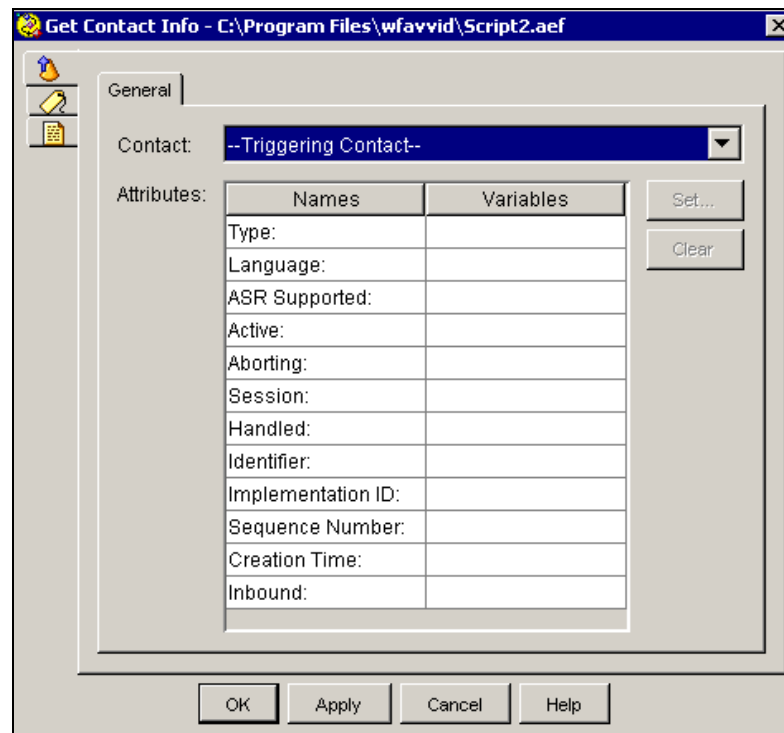 Get Contact Info - C:\Program Files\wfavvid\Script2.aef
General
Contact: --Triggering Contact--
Attributes: Names Variables Set...
Type:
Clear
Language:
ASR Supported:
Active:
Aborting:
Session:
Handled:
Identifier:
Implementation ID:
Sequence Number:
Creation Time:
Inbound:
OK Apply Cancel Help